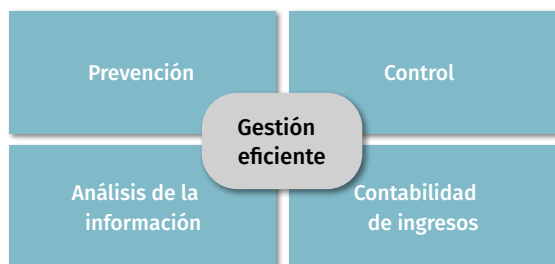 Prevención
Control
Gestión
eficiente
Análisis de la
información
Contabilidad
de ingresos